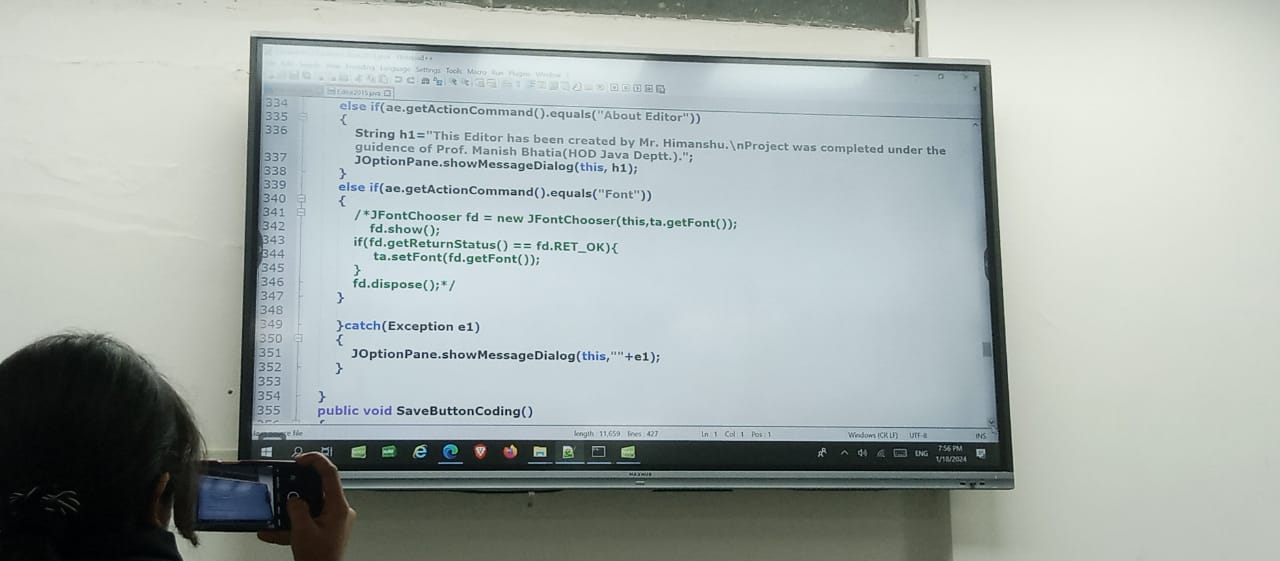 Notepad++
Encoding Language Settings Tools Macro Run Plugins Window
Editor2015.java
334 else if(ae.getActionCommand().equals("About Editor"))
335 {
336 String h1="This Editor has been created by Mr. Himanshu.\nProject was completed under the
guidence of Prof. Manish Bhatia(HOD Java Deptt.).";
337 JOptionPane.showMessageDialog(this, h1);
338 }
339 else if(ae.getActionCommand().equals("Font"))
340 {
341 /*JFontChooser fd = new JFontChooser(this,ta.getFont());
342 fd.show();
343 if(fd.getReturnStatus() == fd.RET_OK){
344 ta.setFont(fd.getFont());
345 }
346 fd.dispose();*/
347 }
348
349 }catch(Exception e1)
350 {
351 JOptionPane.showMessageDialog(this,""+e1);
352 }
353
354 }
355 public void SaveButtonCoding()
{
file length : 11,659 lines : 427 Ln : 1 Col : 1 Pos : 1 Windows (CR LF) UTF-8 INS
ENG 7:56 PM
1/18/2024
MAXHUB